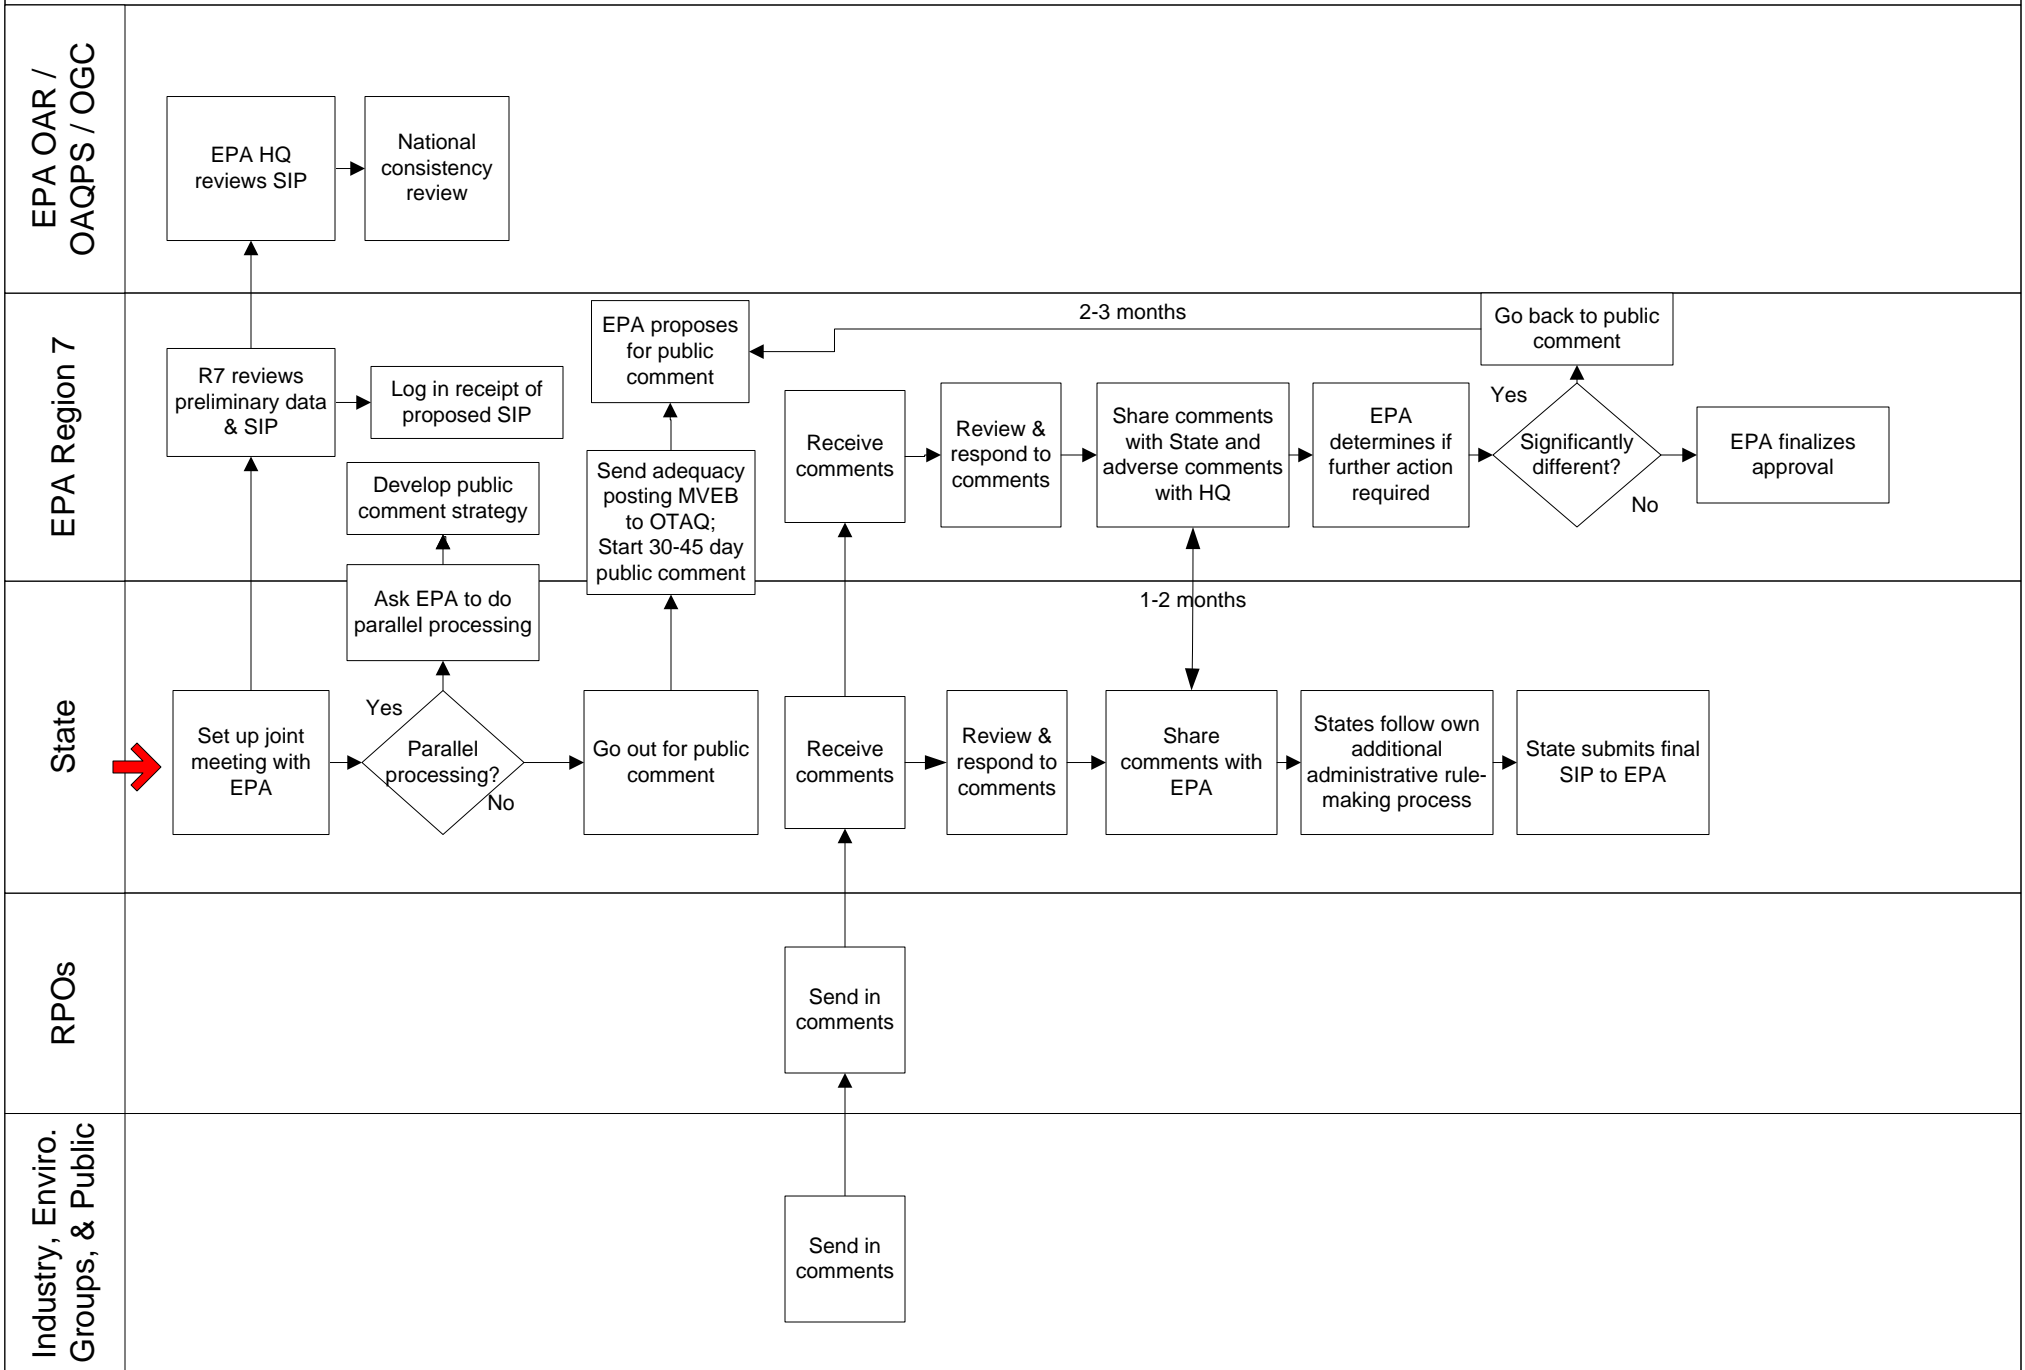 EPA OAR /
OAQPS / OGC
EPA HQ
reviews SIP
National
consistency
review
EPA Region 7
R7 reviews
preliminary data
& SIP
Log in receipt of
proposed SIP
Develop public
comment strategy
EPA proposes
for public
comment
Send adequacy
posting MVEB
to OTAQ;
Start 30-45 day
public comment
2-3 months
Receive
comments
Review &
respond to
comments
Share comments
with State and
adverse comments
with HQ
EPA
determines if
further action
required
Go back to public
comment
Yes
Significantly
different?
No
EPA finalizes
approval
State
Set up joint
meeting with
EPA
Ask EPA to do
parallel processing
Yes
Parallel
processing?
No
Go out for public
comment
1-2 months
Receive
comments
Review &
respond to
comments
Share
comments with
EPA
States follow own
additional
administrative rule-
making process
State submits final
SIP to EPA
RPOs
Send in
comments
Industry, Enviro.
Groups, & Public
Send in
comments